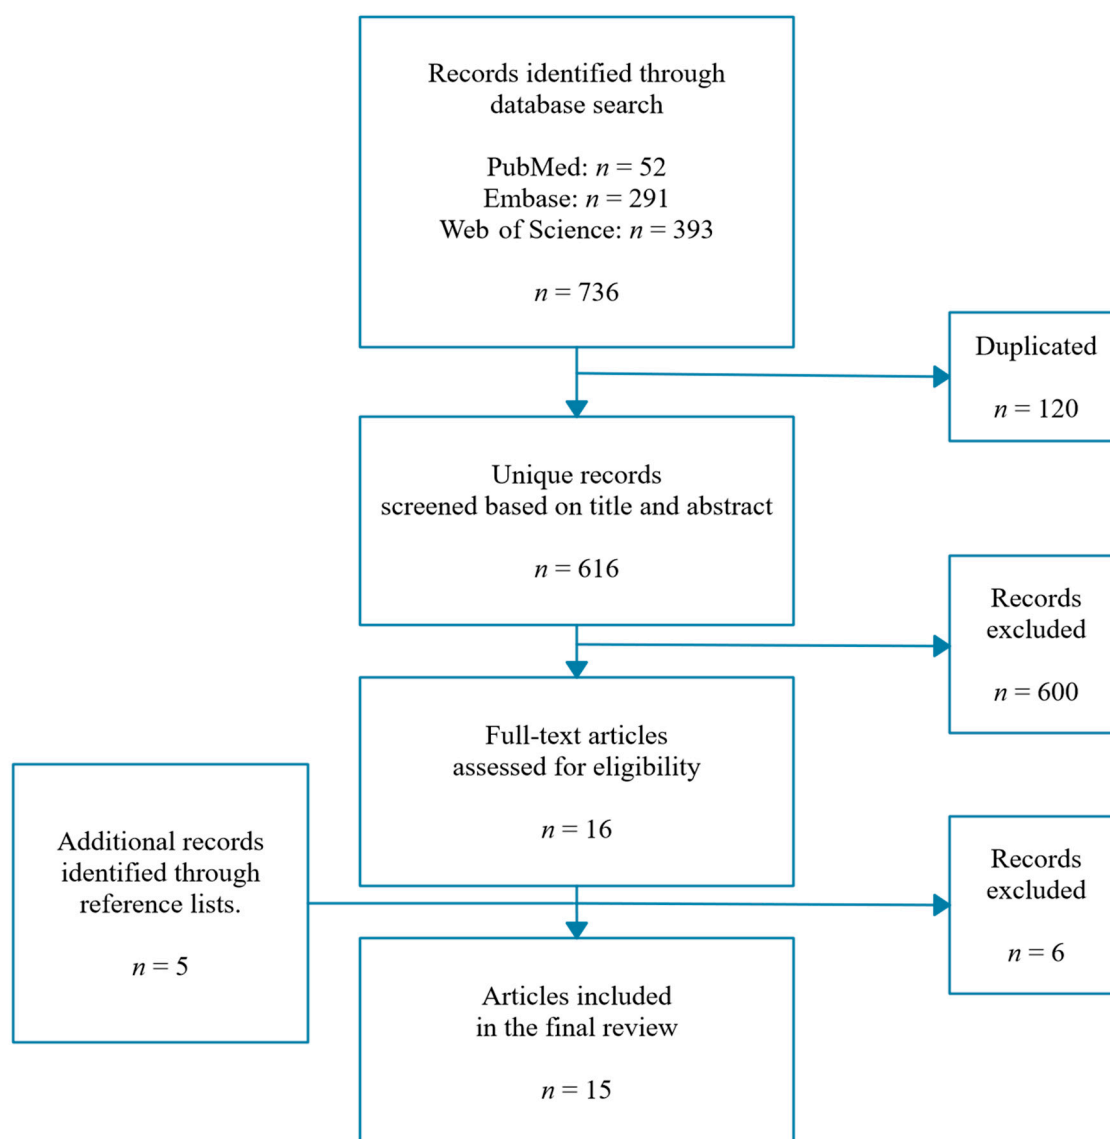 Records identified through
database search
PubMed: n = 52
Embase: n = 291
Web of Science: n = 393
n = 736
Duplicated
n = 120
Unique records
screened based on title and abstract
n = 616
Records
excluded
n = 600
Full-text articles
assessed for eligibility
n = 16
Additional records
identified through
reference lists.
n = 5
Records
excluded
n = 6
Articles included
in the final review
n = 15